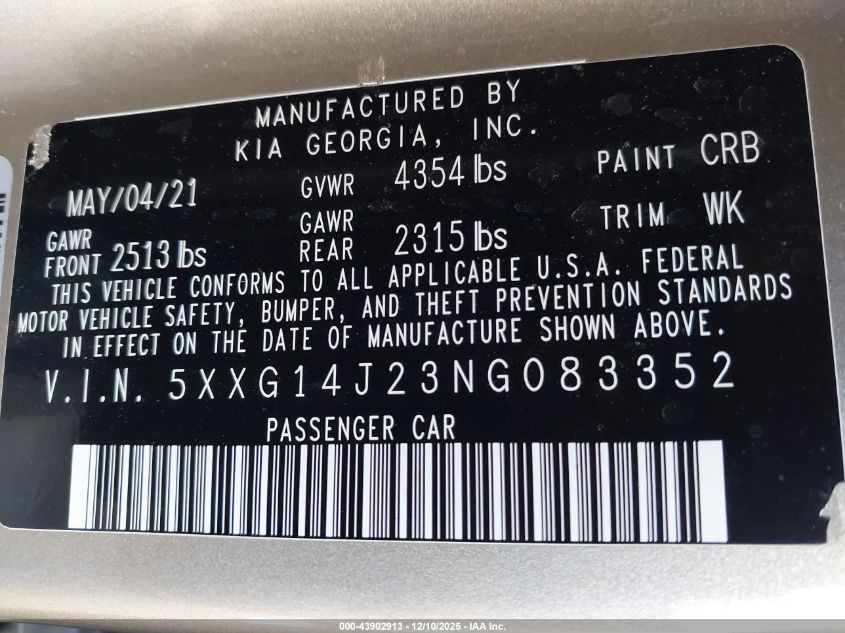 MANUFACTURED BY
KIA GEORGIA, INC.
MAY/04/21 GVWR 4354 lbs PAINT CRB
GAWR FRONT 2513 lbs GAWR REAR 2315 lbs TRIM WK
THIS VEHICLE CONFORMS TO ALL APPLICABLE U.S.A. FEDERAL
MOTOR VEHICLE SAFETY, BUMPER, AND THEFT PREVENTION STANDARDS
IN EFFECT ON THE DATE OF MANUFACTURE SHOWN ABOVE.
V.I.N. 5XXG14J23NG083352
PASSENGER CAR
000-43902913 - 12/10/2025 - IAA Inc.